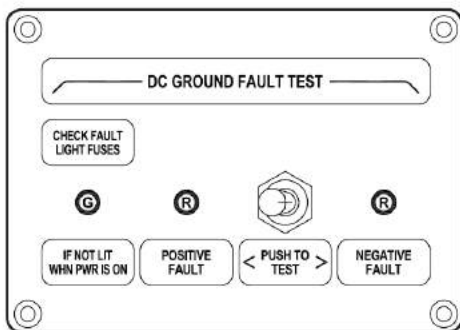 DC GROUND FAULT TEST
CHECK FAULT
LIGHT FUSES
G
R
R
IF NOT LIT
WHN PWR IS ON
POSITIVE
FAULT
< PUSH TO >
TEST
NEGATIVE
FAULT